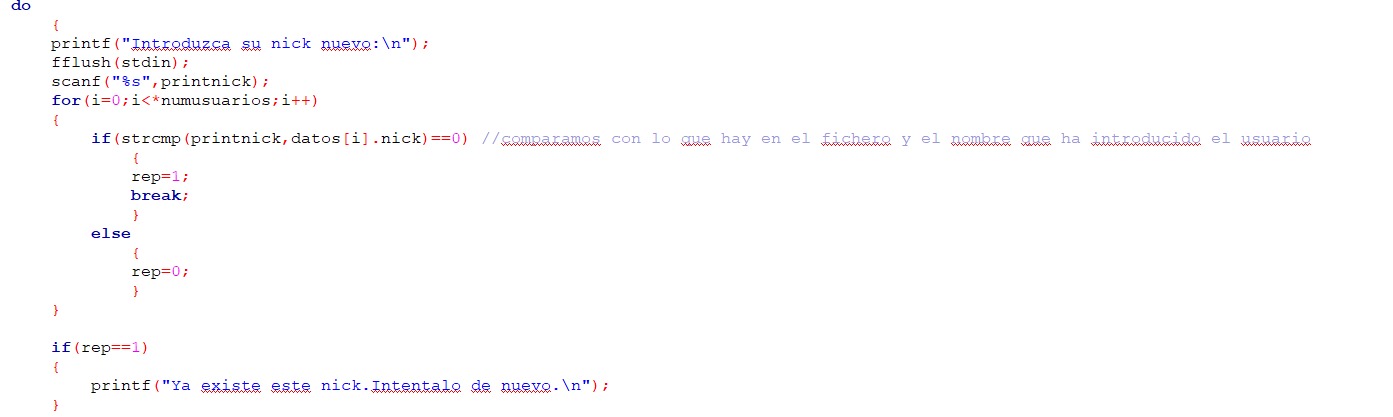 do
{
printf("Introduzca su nick nuevo:\n");
fflush(stdin);
scanf("%s",printnick);
for(i=0;i<*numusuarios;i++)
{
if(strcmp(printnick,datos[i].nick)==0) //comparamos con lo que hay en el fichero y el nombre que ha introducido el usuario
{
rep=1;
break;
}
else
{
rep=0;
}
}
if(rep==1)
{
printf("Ya existe este nick.Intentalo de nuevo.\n");
}